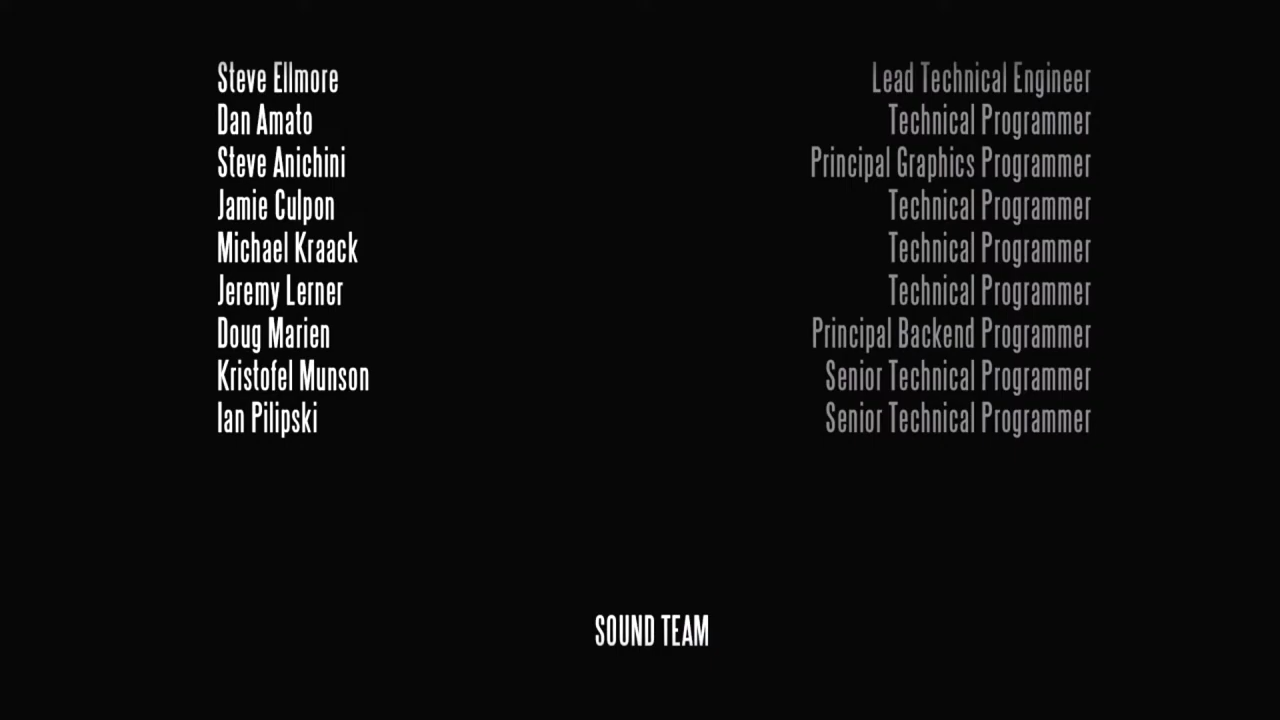 Steve Ellmore Lead Technical Engineer
Dan Amato Technical Programmer
Steve Anichini Principal Graphics Programmer
Jamie Culpon Technical Programmer
Michael Kraack Technical Programmer
Jeremy Lerner Technical Programmer
Doug Marien Principal Backend Programmer
Kristofel Munson Senior Technical Programmer
Ian Pilipski Senior Technical Programmer
SOUND TEAM